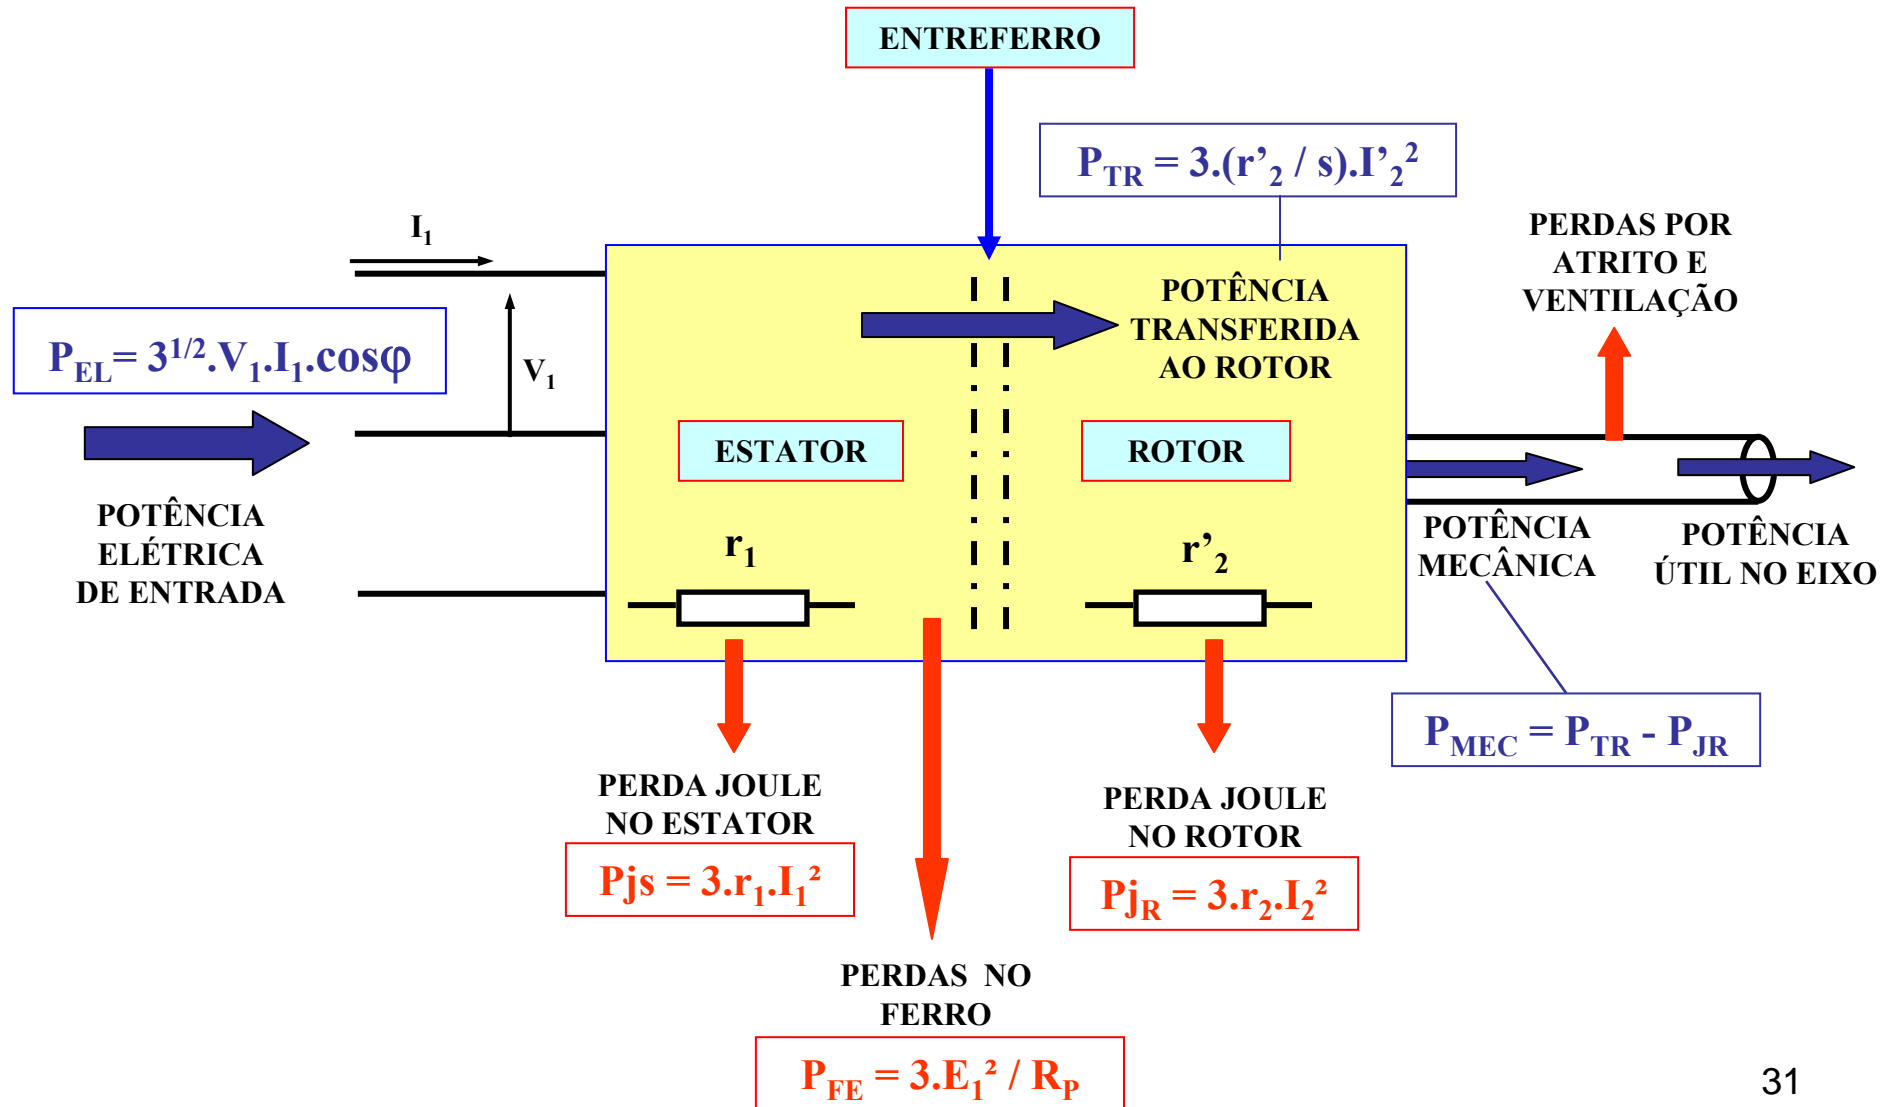 ENTREFERRO
P_TR = 3.(r’_2 / s).I’_2^2
I_1
PERDAS POR
ATRITO E
VENTILAÇÃO
P_EL = 3^1/2.V_1.I_1.cosφ
V_1
POTÊNCIA
TRANSFERIDA
AO ROTOR
ESTATOR
ROTOR
POTÊNCIA
ELÉTRICA
DE ENTRADA
r_1
r’_2
POTÊNCIA
MECÂNICA
POTÊNCIA
ÚTIL NO EIXO
P_MEC = P_TR - P_JR
PERDA JOULE
NO ESTATOR
Pjs = 3.r_1.I_1²
PERDA JOULE
NO ROTOR
Pj_R = 3.r_2.I_2²
PERDAS NO
FERRO
P_FE = 3.E_1² / R_P
31